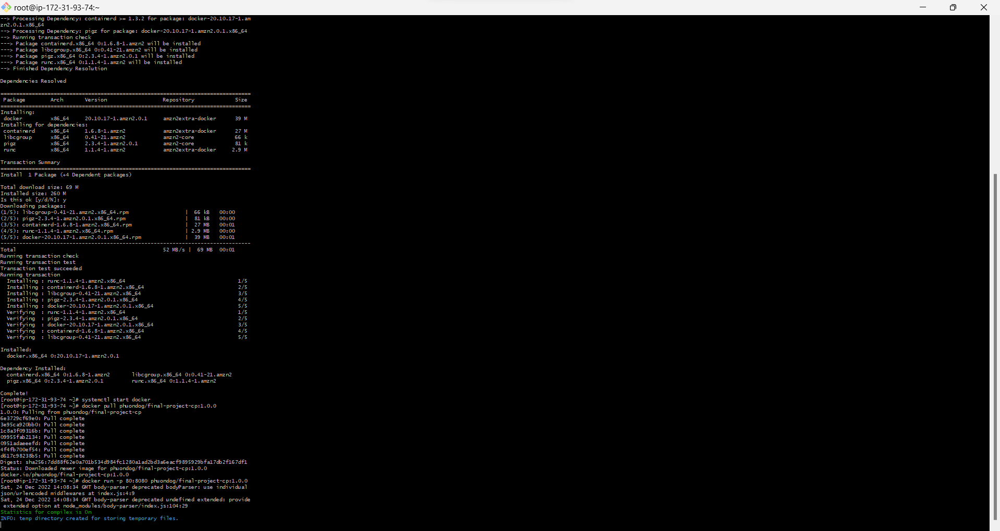 root@ip-172-31-93-74:~
--> Processing Dependency: containerd >= 1.3.2 for package: docker-20.10.17-1.am
zn2.0.1.x86_64
--> Processing Dependency: pigz for package: docker-20.10.17-1.amzn2.0.1.x86_64
--> Running transaction check
---> Package containerd.x86_64 0:1.6.8-1.amzn2 will be installed
---> Package libcgroup.x86_64 0:0.41-21.amzn2 will be installed
---> Package pigz.x86_64 0:2.3.4-1.amzn2.0.1 will be installed
---> Package runc.x86_64 0:1.1.4-1.amzn2 will be installed
--> Finished Dependency Resolution
Dependencies Resolved
================================================================================
Package Arch Version Repository Size
================================================================================
Installing:
docker x86_64 20.10.17-1.amzn2.0.1 amzn2extra-docker 39 M
Installing for dependencies:
containerd x86_64 1.6.8-1.amzn2 amzn2extra-docker 27 M
libcgroup x86_64 0.41-21.amzn2 amzn2-core 66 k
pigz x86_64 2.3.4-1.amzn2.0.1 amzn2-core 81 k
runc x86_64 1.1.4-1.amzn2 amzn2extra-docker 2.9 M
Transaction Summary
================================================================================
Install 1 Package (+4 Dependent packages)
Total download size: 69 M
Installed size: 260 M
Is this ok [y/d/N]: y
Downloading packages:
(1/5): libcgroup-0.41-21.amzn2.x86_64.rpm | 66 kB 00:00
(2/5): pigz-2.3.4-1.amzn2.0.1.x86_64.rpm | 81 kB 00:00
(3/5): containerd-1.6.8-1.amzn2.x86_64.rpm | 27 MB 00:01
(4/5): runc-1.1.4-1.amzn2.x86_64.rpm | 2.9 MB 00:00
(5/5): docker-20.10.17-1.amzn2.0.1.x86_64.rpm | 39 MB 00:01
--------------------------------------------------------------------------------
Total 52 MB/s | 69 MB 00:01
Running transaction check
Running transaction test
Transaction test succeeded
Running transaction
Installing : runc-1.1.4-1.amzn2.x86_64 1/5
Installing : containerd-1.6.8-1.amzn2.x86_64 2/5
Installing : libcgroup-0.41-21.amzn2.x86_64 3/5
Installing : pigz-2.3.4-1.amzn2.0.1.x86_64 4/5
Installing : docker-20.10.17-1.amzn2.0.1.x86_64 5/5
Verifying : runc-1.1.4-1.amzn2.x86_64 1/5
Verifying : pigz-2.3.4-1.amzn2.0.1.x86_64 2/5
Verifying : docker-20.10.17-1.amzn2.0.1.x86_64 3/5
Verifying : containerd-1.6.8-1.amzn2.x86_64 4/5
Verifying : libcgroup-0.41-21.amzn2.x86_64 5/5
Installed:
docker.x86_64 0:20.10.17-1.amzn2.0.1
Dependency Installed:
containerd.x86_64 0:1.6.8-1.amzn2 libcgroup.x86_64 0:0.41-21.amzn2
pigz.x86_64 0:2.3.4-1.amzn2.0.1 runc.x86_64 0:1.1.4-1.amzn2
Complete!
[root@ip-172-31-93-74 ~]# systemctl start docker
[root@ip-172-31-93-74 ~]# docker pull phuondog/final-project-cp:1.0.0
1.0.0: Pulling from phuondog/final-project-cp
6e3729cf69e0: Pull complete
3e95ca920bb0: Pull complete
1c8a3f09316b: Pull complete
09955fab2134: Pull complete
0951adaeeefd: Pull complete
4f4fb700ef54: Pull complete
d617c98238b5: Pull complete
Digest: sha256:7dd88f62e0a701b534d984fc1280a1ad2bd3a6eacf9895929bfa17db2f167df1
Status: Downloaded newer image for phuondog/final-project-cp:1.0.0
docker.io/phuondog/final-project-cp:1.0.0
[root@ip-172-31-93-74 ~]# docker run -p 80:8080 phuondog/final-project-cp:1.0.0
Sat, 24 Dec 2022 14:08:34 GMT body-parser deprecated bodyParser: use individual
json/urlencoded middlewares at index.js:4:9
Sat, 24 Dec 2022 14:08:34 GMT body-parser deprecated undefined extended: provide
extended option at node_modules/body-parser/index.js:104:29
Statistics for compilex is On
INFO: temp directory created for storing temporary files.